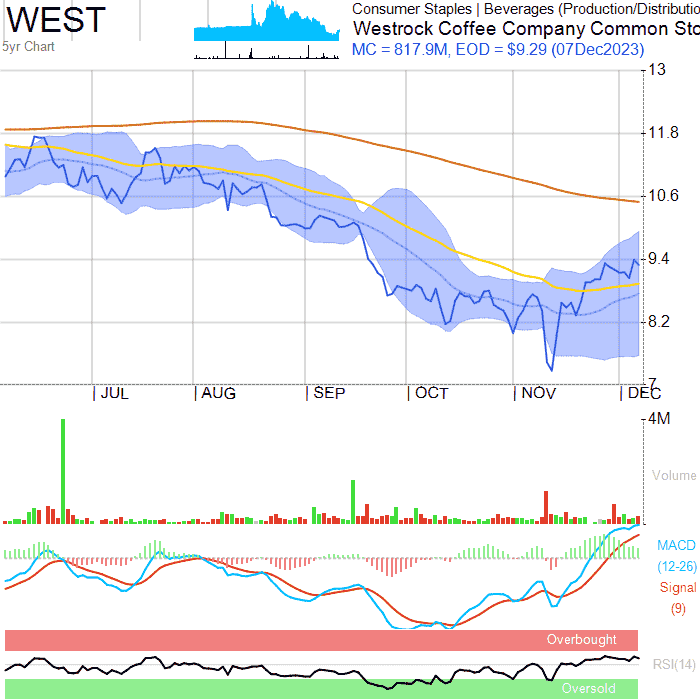 WEST
5yr Chart
Consumer Staples | Beverages (Production/Distributio
Westrock Coffee Company Common Sto
MC = 817.9M, EOD = $9.29 (07Dec2023)
13
11.8
10.6
9.4
8.2
7
JUL AUG SEP OCT NOV DEC
4M
Volume
MACD
(12-26)
Signal
(9)
Overbought
RSI(14)
Oversold